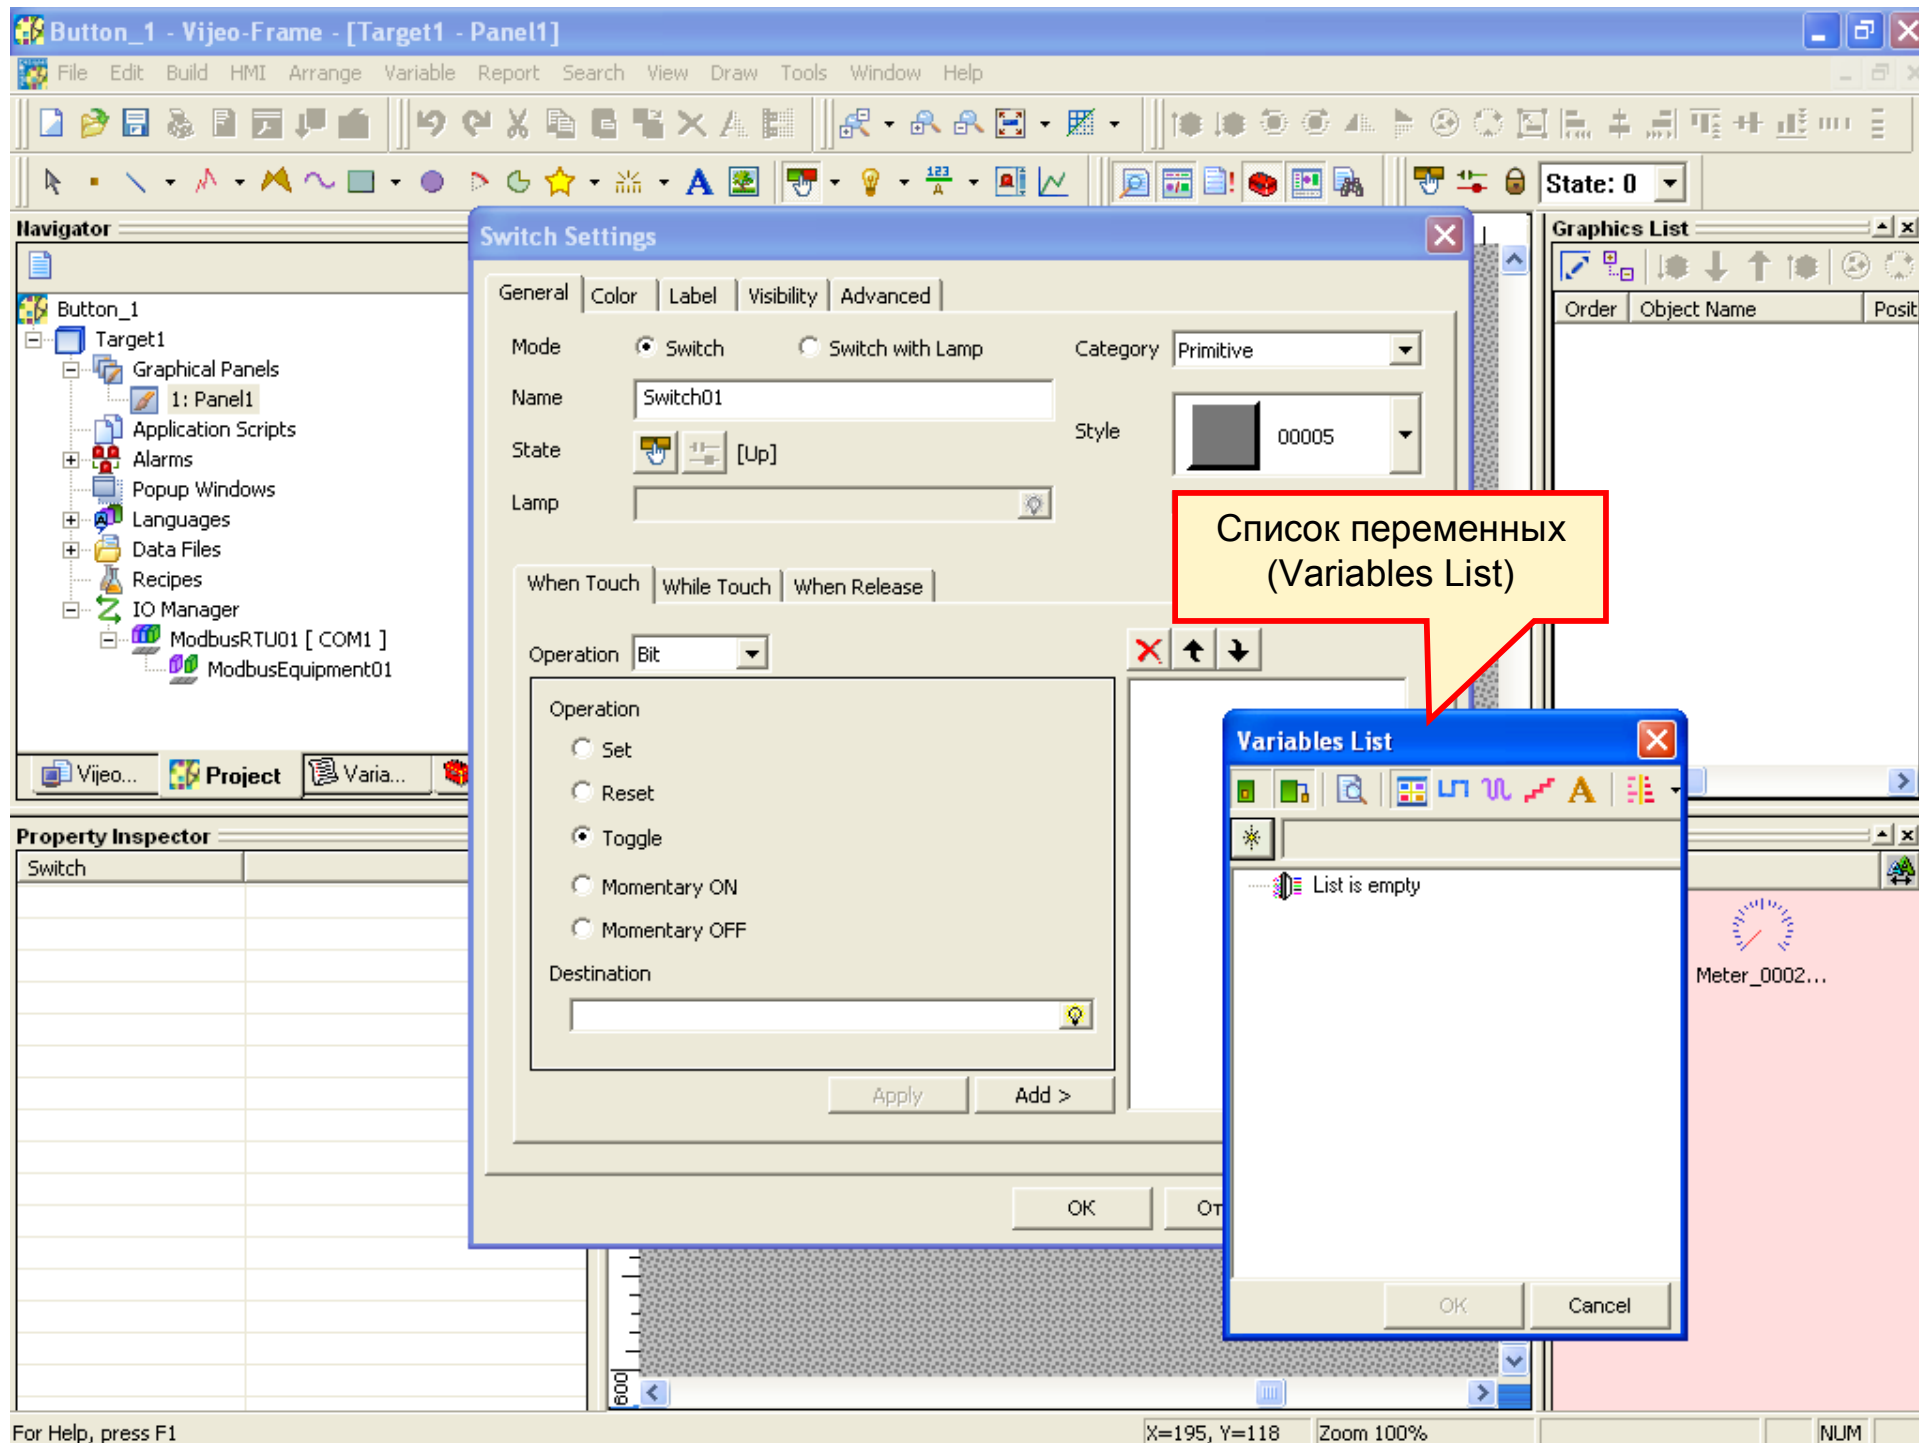 Button_1 - Vijeo-Frame - [Target1 - Panel1]
File Edit Build HMI Arrange Variable Report Search View Draw Tools Window Help
State: 0
Navigator
Button_1
Target1
Graphical Panels
1: Panel1
Application Scripts
Alarms
Popup Windows
Languages
Data Files
Recipes
IO Manager
ModbusRTU01 [ COM1 ]
ModbusEquipment01
Vijeo... Project Varia...
Property Inspector
Switch
Switch Settings
General Color Label Visibility Advanced
Mode Switch Switch with Lamp Category Primitive
Name Switch01
Style 00005
State [Up]
Lamp
When Touch While Touch When Release
Operation Bit
Operation
Set
Reset
Toggle
Momentary ON
Momentary OFF
Destination
Apply Add >
OK От
Список переменных
(Variables List)
Variables List
List is empty
OK Cancel
Graphics List
Order Object Name Posit
Meter_0002...
600
For Help, press F1 X=195, Y=118 Zoom 100% NUM